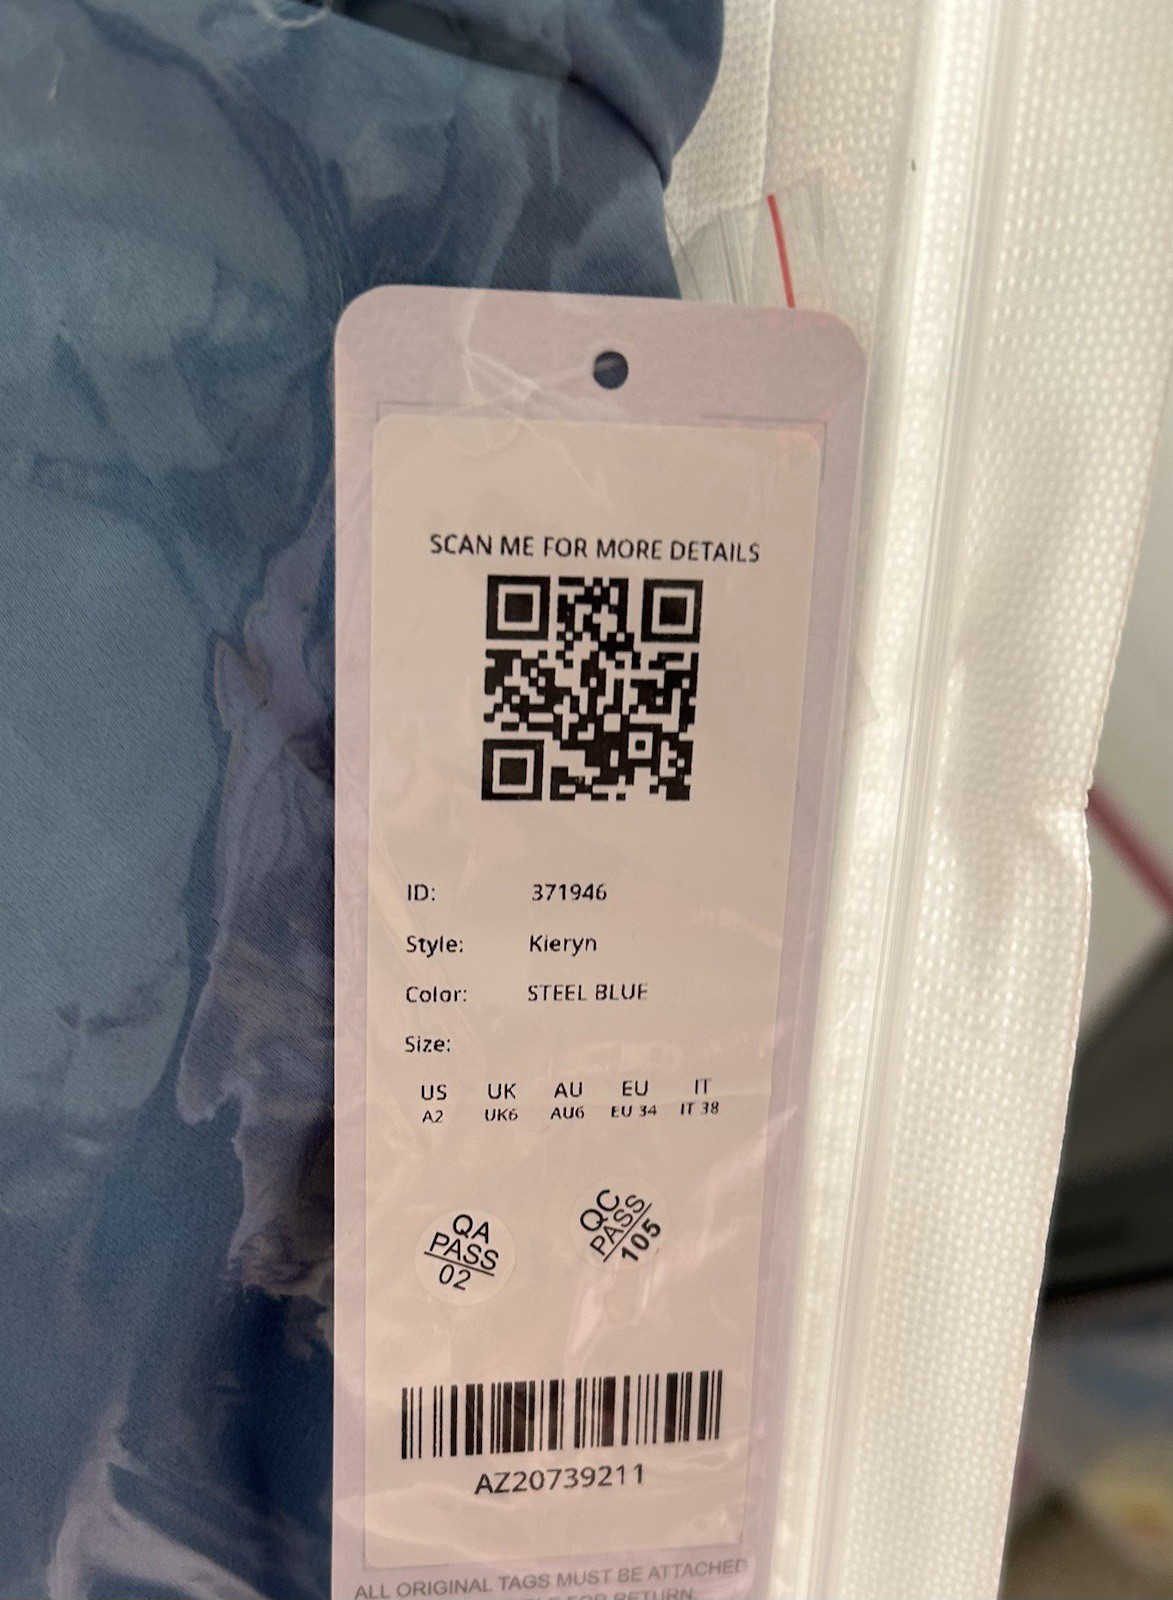 SCAN ME FOR MORE DETAILS
ID: 371946
Style: Kieryn
Color: STEEL BLUE
Size:
US UK AU EU IT
A2 UK6 AU6 EU 34 IT 38
QA
PASS
02
QC
PASS
105
AZ20739211
ALL ORIGINAL TAGS MUST BE ATTACHED
FOR RETURN.